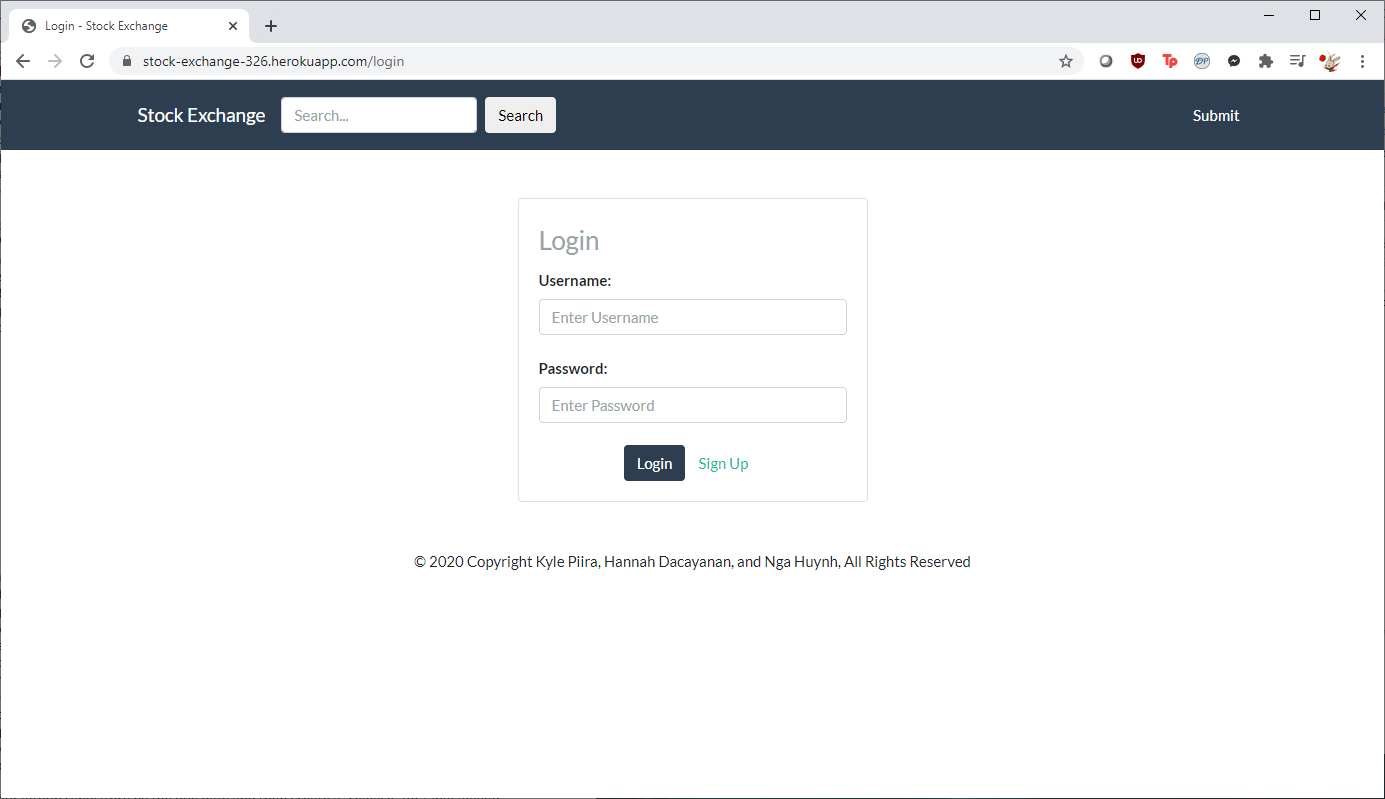 Login - Stock Exchange
stock-exchange-326.herokuapp.com/login
Stock Exchange Search... Search Submit
Login
Username:
Enter Username
Password:
Enter Password
Login Sign Up
© 2020 Copyright Kyle Piira, Hannah Dacayanan, and Nga Huynh, All Rights Reserved